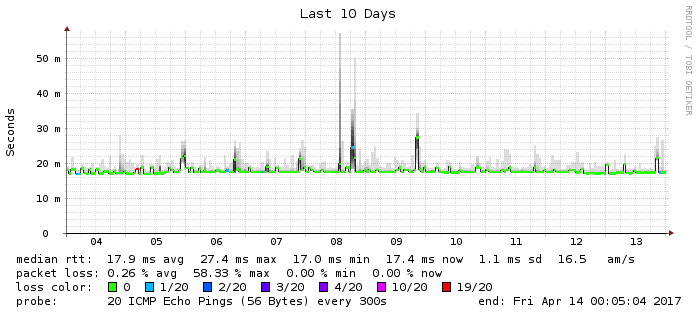 Last 10 Days
RRDTOOL / TOBI OETIKER
Seconds
50 m
40 m
30 m
20 m
10 m
0
04 05 06 07 08 09 10 11 12 13
median rtt: 17.9 ms avg 27.4 ms max 17.0 ms min 17.4 ms now 1.1 ms sd 16.5 am/s
packet loss: 0.26 % avg 58.33 % max 0.00 % min 0.00 % now
loss color: 0 1/20 2/20 3/20 4/20 10/20 19/20
probe: 20 ICMP Echo Pings (56 Bytes) every 300s end: Fri Apr 14 00:05:04 2017